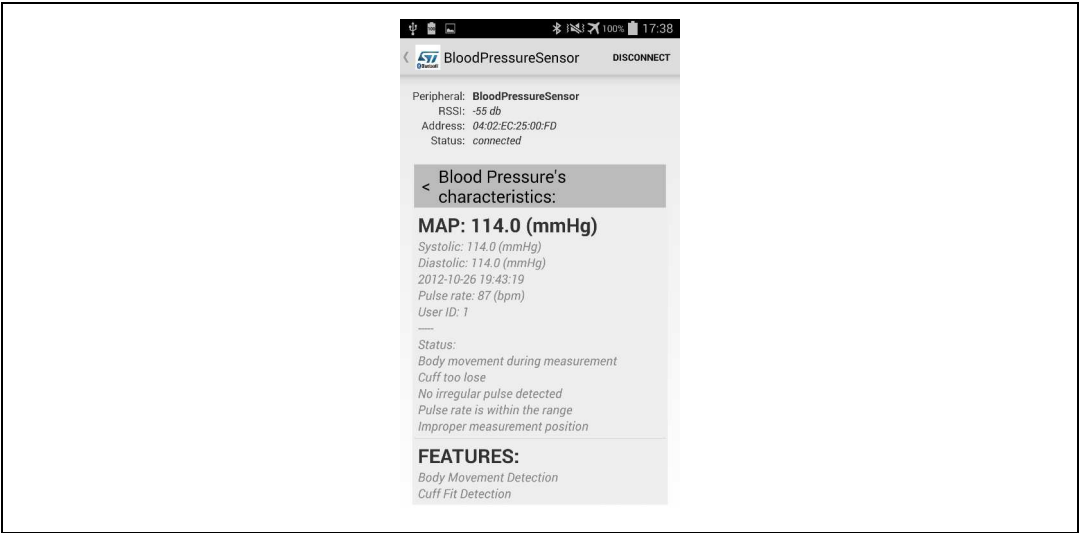 100% 17:38
< ST BloodPressureSensor DISCONNECT
Peripheral: BloodPressureSensor
RSSI: -55 db
Address: 04:02:EC:25:00:FD
Status: connected
< Blood Pressure's
characteristics:
MAP: 114.0 (mmHg)
Systolic: 114.0 (mmHg)
Diastolic: 114.0 (mmHg)
2012-10-26 19:43:19
Pulse rate: 87 (bpm)
User ID: 1
----
Status:
Body movement during measurement
Cuff too lose
No irregular pulse detected
Pulse rate is within the range
Improper measurement position
FEATURES:
Body Movement Detection
Cuff Fit Detection